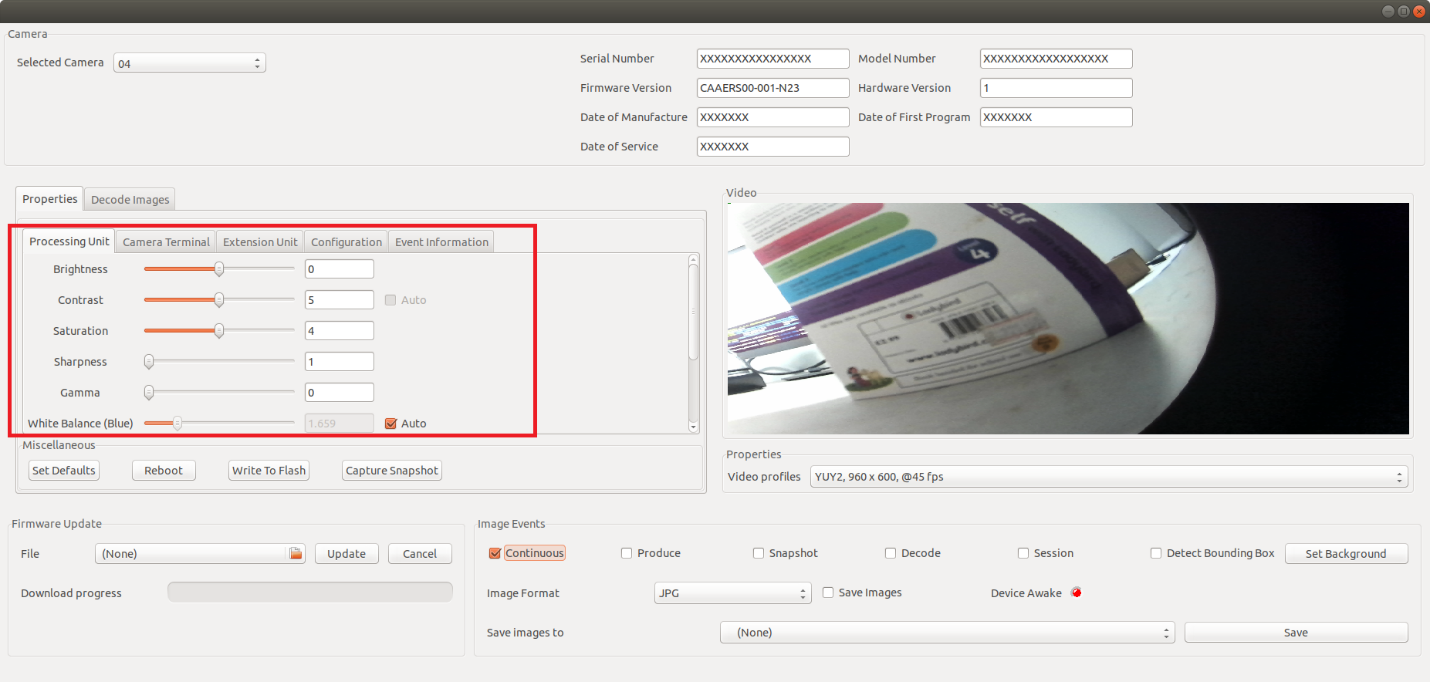 Camera
Selected Camera 04
Serial Number XXXXXXXXXXXXXXXX Model Number XXXXXXXXXXXXXXXXXX
Firmware Version CAAERS00-001-N23 Hardware Version 1
Date of Manufacture XXXXXXX Date of First Program XXXXXXX
Date of Service XXXXXXX
Properties Decode Images
Processing Unit Camera Terminal Extension Unit Configuration Event Information
Brightness 0
Contrast 5 Auto
Saturation 4
Sharpness 1
Gamma 0
White Balance (Blue) 1.659 Auto
Miscellaneous
Set Defaults Reboot Write To Flash Capture Snapshot
Video
self
4
Ladybird
£2.99
Properties
Video profiles YUY2, 960 x 600, @45 fps
Firmware Update
File (None) Update Cancel
Download progress
Image Events
Continuous Produce Snapshot Decode Session Detect Bounding Box Set Background
Image Format JPG Save Images Device Awake
Save images to (None) Save